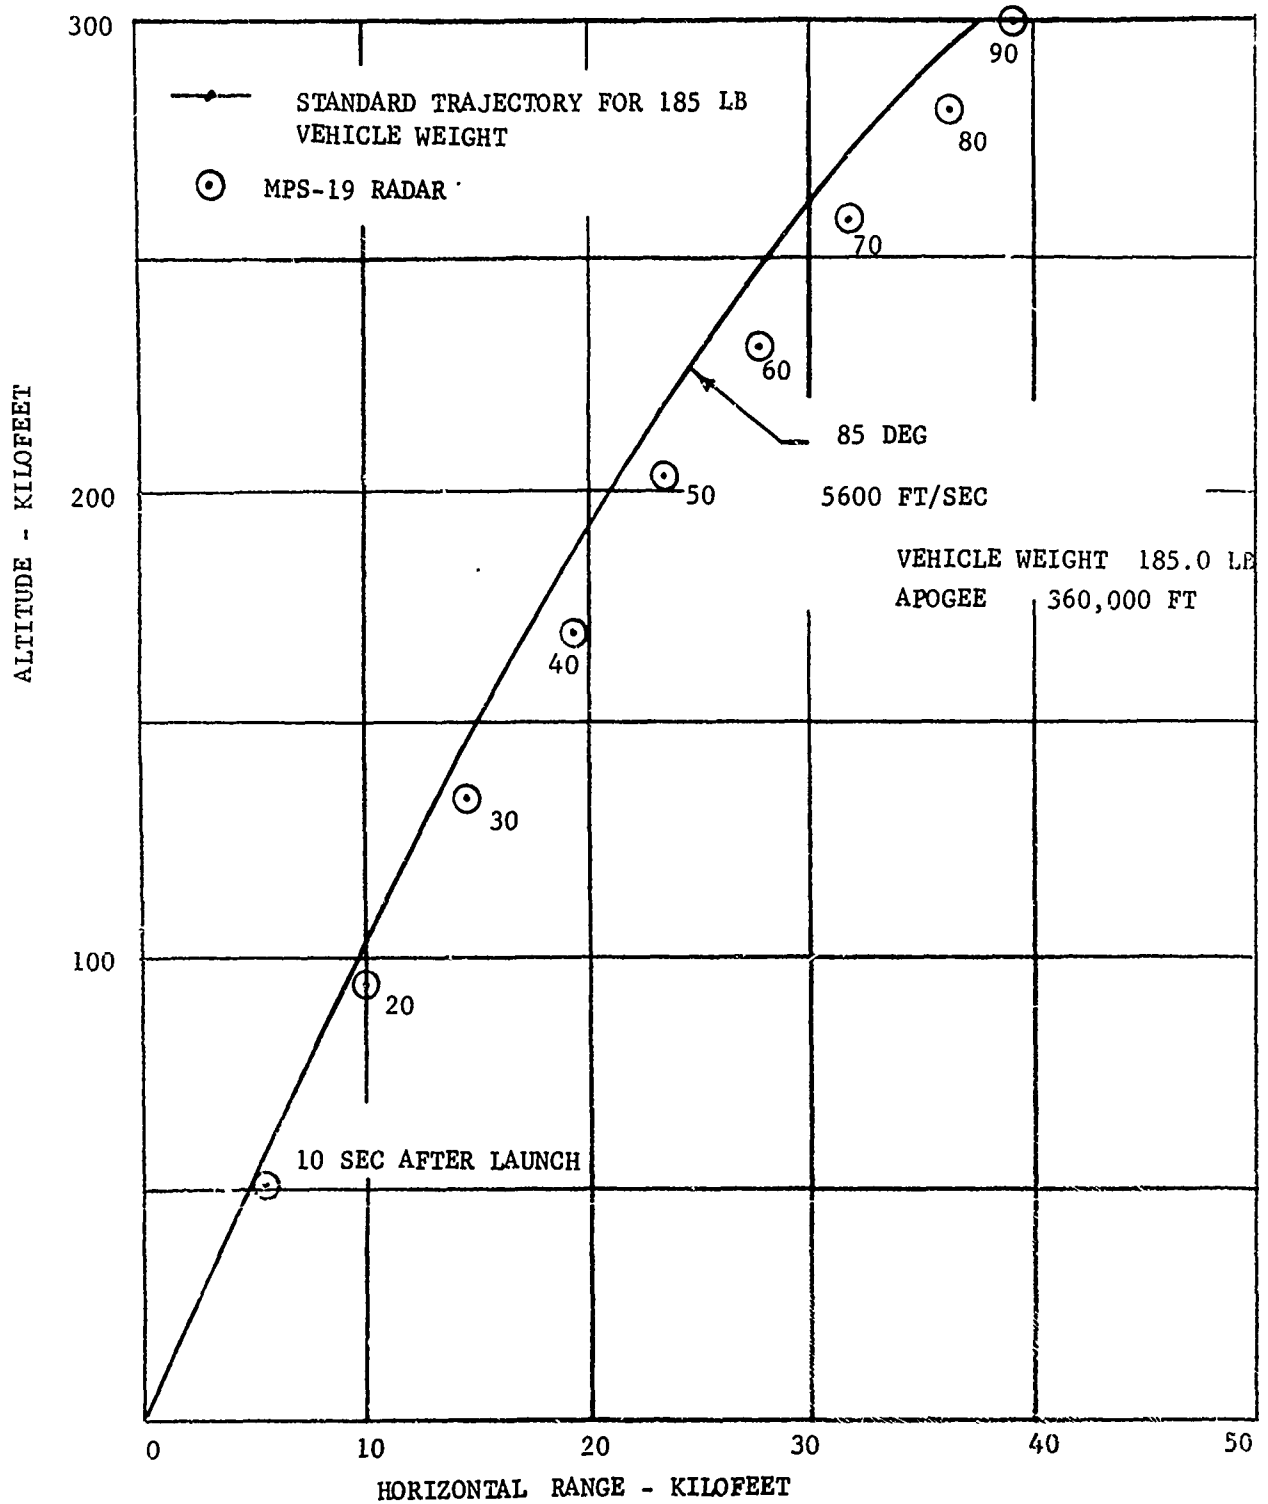 300
90
STANDARD TRAJECTORY FOR 185 LB
VEHICLE WEIGHT
80
MPS-19 RADAR
70
60
85 DEG
200
50
5600 FT/SEC
VEHICLE WEIGHT 185.0 LB
APOGEE 360,000 FT
40
ALTITUDE - KILOFEET
30
100
20
10 SEC AFTER LAUNCH
0 10 20 30 40 50
HORIZONTAL RANGE - KILOFEET